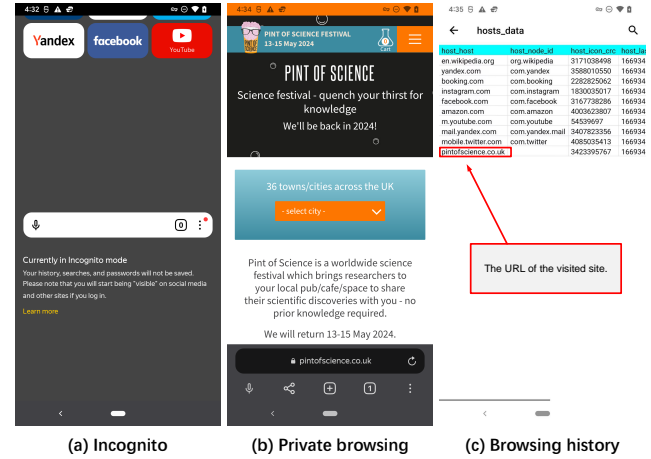 4:32
Yandex
facebook
YouTube
0
Currently in Incognito mode
Your history, searches, and passwords will not be saved.
Please note that you will start being "visible" on social media
and other sites if you log in.
Learn more
(a) Incognito
4:34
PINT OF SCIENCE FESTIVAL
13-15 May 2024
Cart
PINT OF SCIENCE
Science festival - quench your thirst for
knowledge
We'll be back in 2024!
36 towns/cities across the UK
- select city -
Pint of Science is a worldwide science
festival which brings researchers to
your local pub/cafe/space to share
their scientific discoveries with you - no
prior knowledge required.
We will return 13-15 May 2024.
pintofscience.co.uk
1
(b) Private browsing
4:35
hosts_data
host_host host_node_id host_icon_crc host_las
en.wikipedia.org org.wikipedia 3171038498 166934
yandex.com com.yandex 3588010550 166934
booking.com com.booking 2282825062 166934
instagram.com com.instagram 1830035017 166934
facebook.com com.facebook 3167738286 166934
amazon.com com.amazon 4003623807 166934
m.youtube.com com.youtube 54539697 166934
mail.yandex.com com.yandex.mail 3407823356 166934
mobile.twitter.com com.twitter 4085035413 166934
pintofscience.co.uk 3423395767 166934
The URL of the visited site.
(c) Browsing history